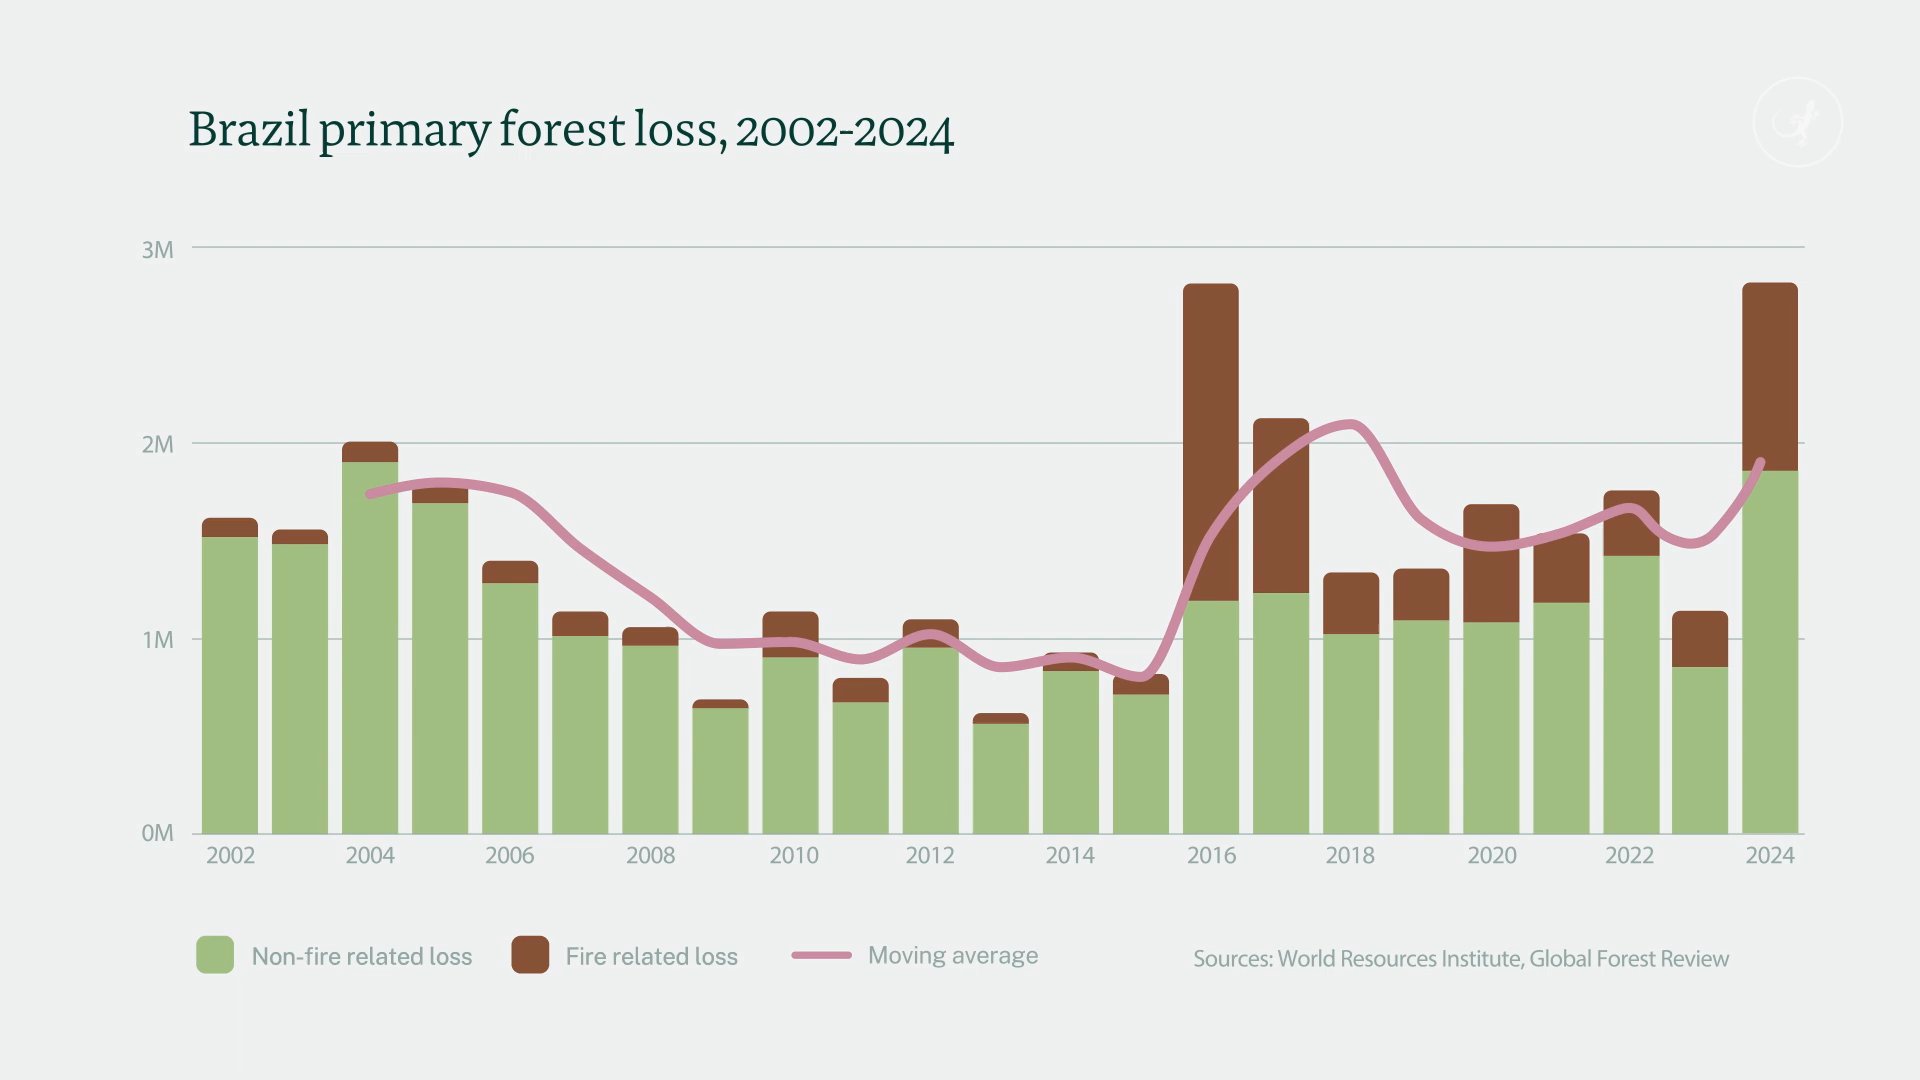 Brazil primary forest loss, 2002-2024
3M
2M
1M
0M
2002 2004 2006 2008 2010 2012 2014 2016 2018 2020 2022 2024
Non-fire related loss Fire related loss Moving average Sources: World Resources Institute, Global Forest Review